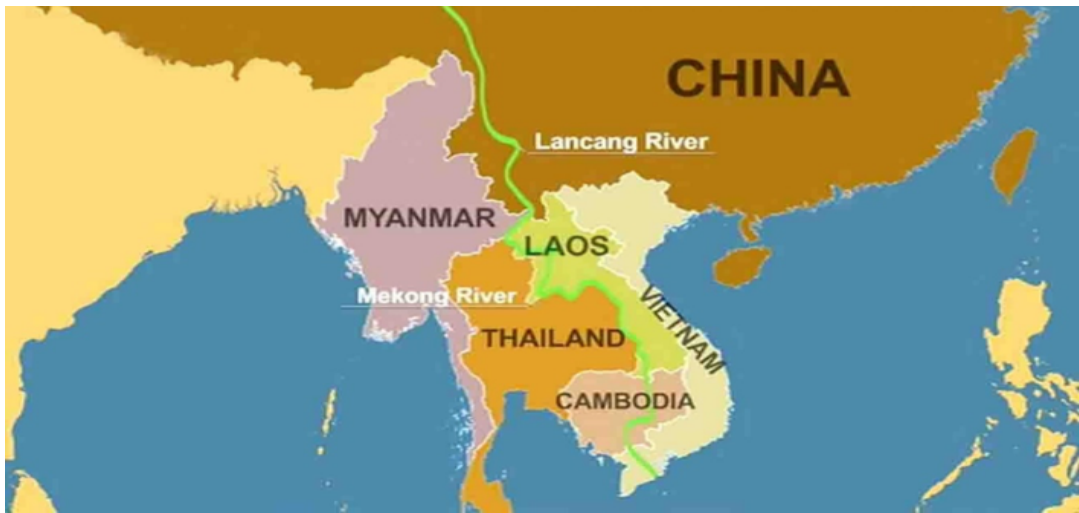 CHINA
Lancang River
MYANMAR
LAOS
Mekong River
VIETNAM
THAILAND
CAMBODIA